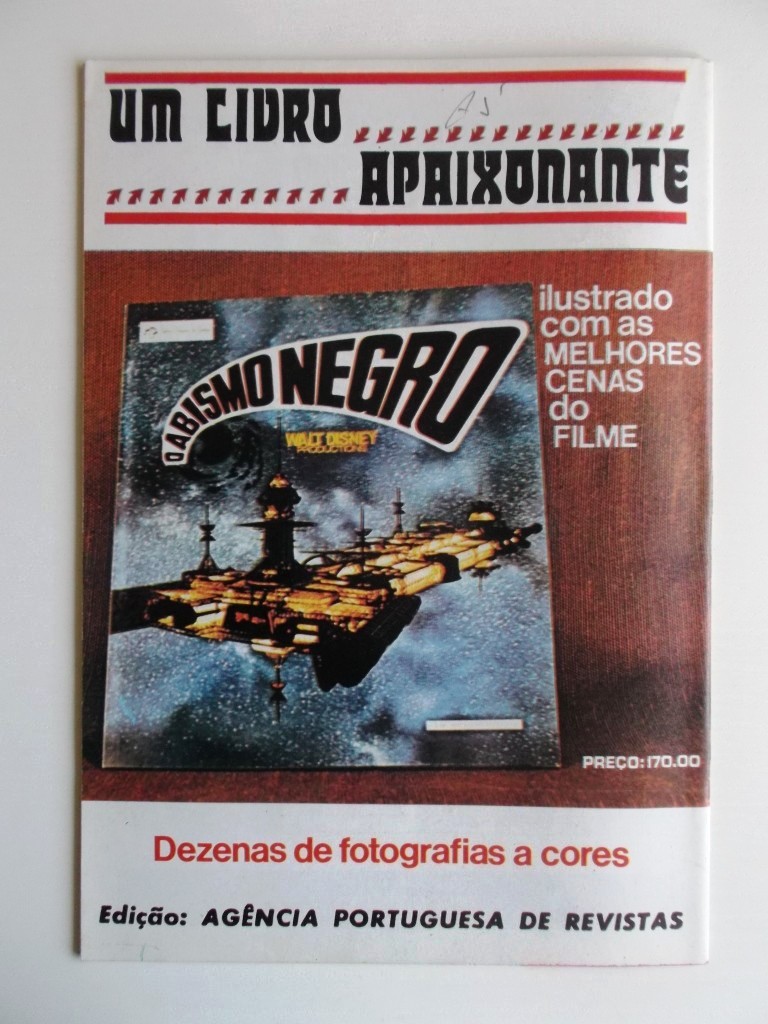 UM LIVRO
APAIXONANTE
ilustrado
com as
MELHORES
CENAS
do
FILME
O ABISMO NEGRO
WALT DISNEY
PRODUCTIONS
PREÇO: 170.00
Dezenas de fotografias a cores
Edição: AGÊNCIA PORTUGUESA DE REVISTAS